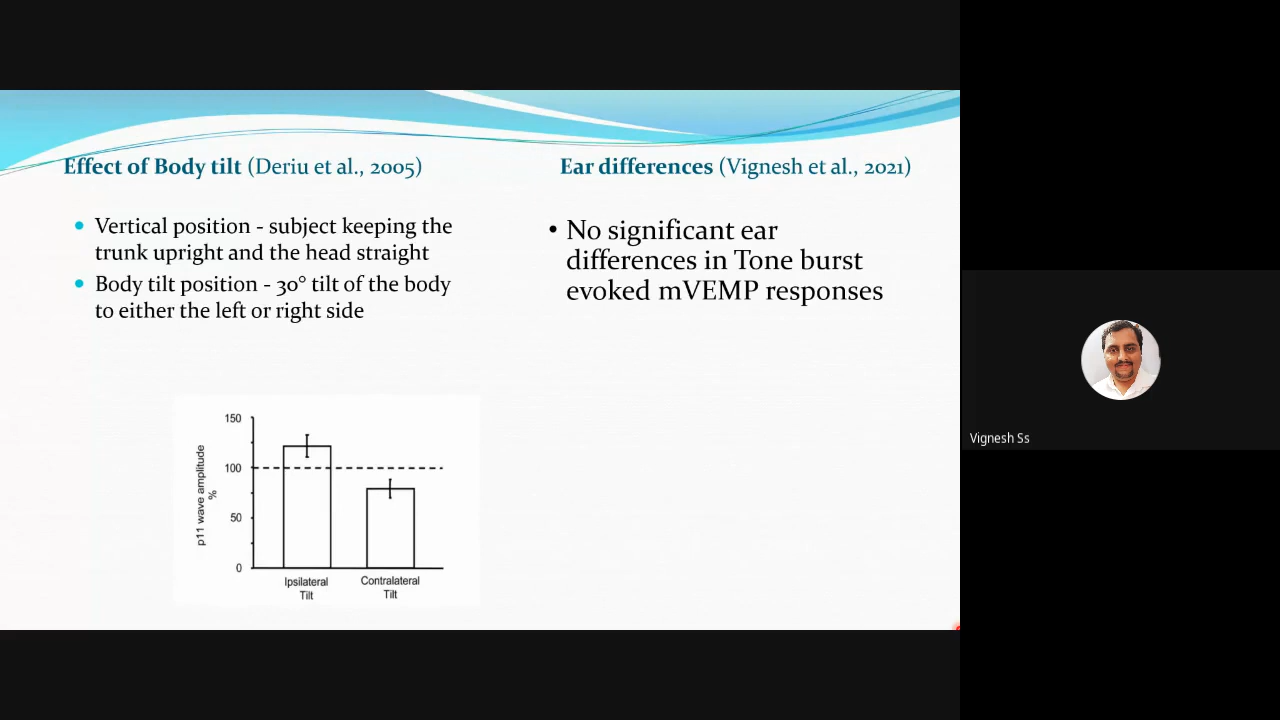 Effect of Body tilt (Deriu et al., 2005)
Vertical position - subject keeping the
trunk upright and the head straight
Body tilt position - 30° tilt of the body
to either the left or right side
150
100
50
0
p11 wave amplitude
%
Ipsilateral
Tilt
Contralateral
Tilt
Ear differences (Vignesh et al., 2021)
• No significant ear
differences in Tone burst
evoked mVEMP responses
Vignesh Ss